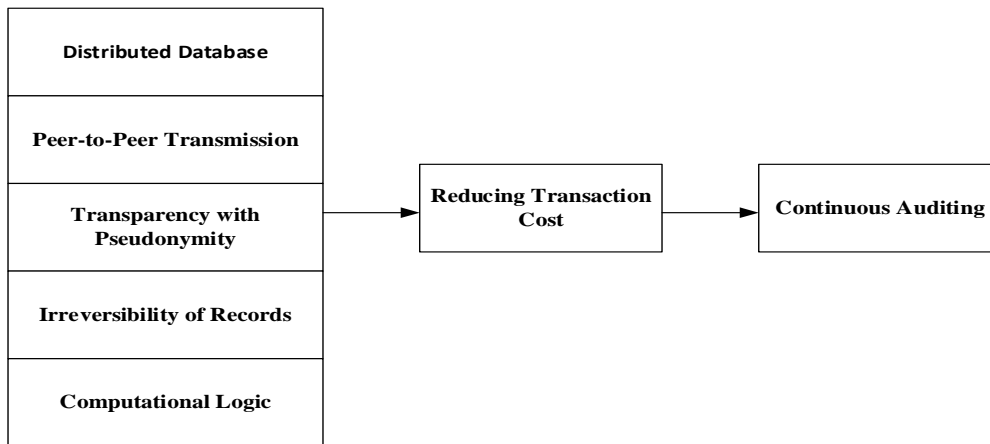 Distributed Database
Peer-to-Peer Transmission
Transparency with
Pseudonymity
Irreversibility of Records
Computational Logic
Reducing Transaction
Cost
Continuous Auditing